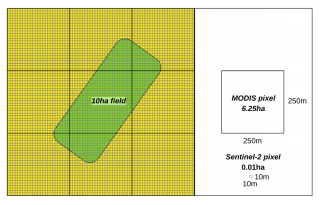 10ha field
MODIS pixel
6.25ha
250m
250m
Sentinel-2 pixel
0.01ha
10m
10m